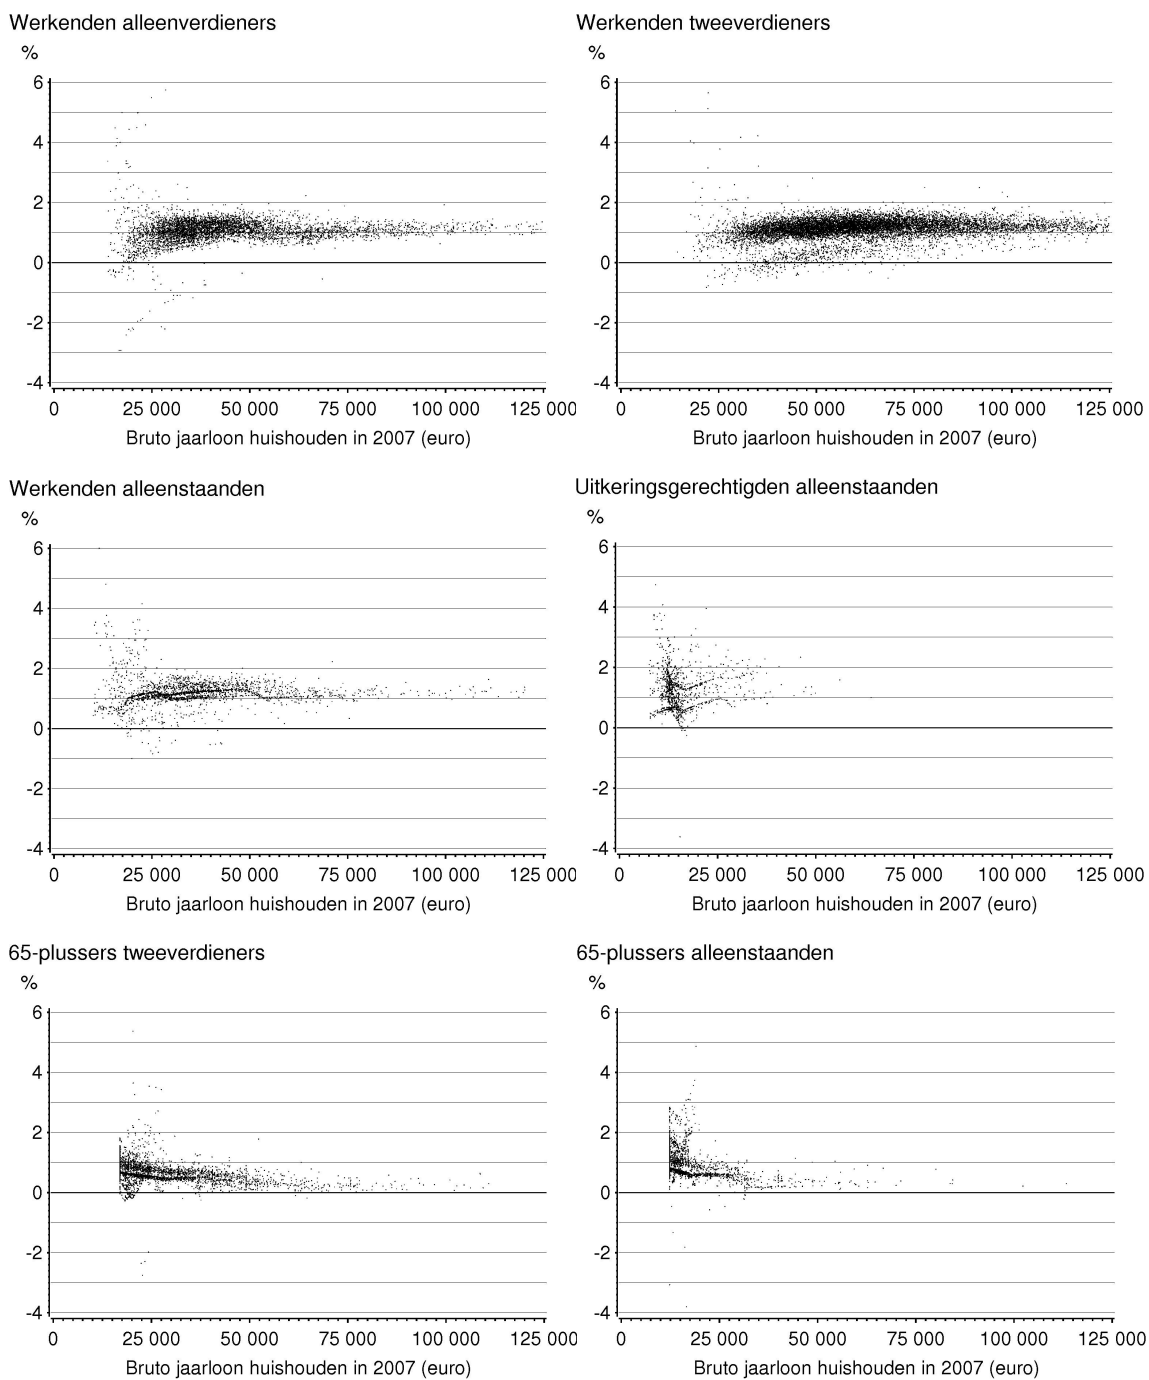 Werkenden alleenverdieners
%
6
4
2
0
-2
-4
0 25 000 50 000 75 000 100 000 125 000
Bruto jaarloon huishouden in 2007 (euro)
Werkenden tweeverdieners
%
6
4
2
0
-2
-4
0 25 000 50 000 75 000 100 000 125 000
Bruto jaarloon huishouden in 2007 (euro)
Werkenden alleenstaanden
%
6
4
2
0
-2
-4
0 25 000 50 000 75 000 100 000 125 000
Bruto jaarloon huishouden in 2007 (euro)
Uitkeringsgerechtigden alleenstaanden
%
6
4
2
0
-2
-4
0 25 000 50 000 75 000 100 000 125 000
Bruto jaarloon huishouden in 2007 (euro)
65-plussers tweeverdieners
%
6
4
2
0
-2
-4
0 25 000 50 000 75 000 100 000 125 000
Bruto jaarloon huishouden in 2007 (euro)
65-plussers alleenstaanden
%
6
4
2
0
-2
-4
0 25 000 50 000 75 000 100 000 125 000
Bruto jaarloon huishouden in 2007 (euro)